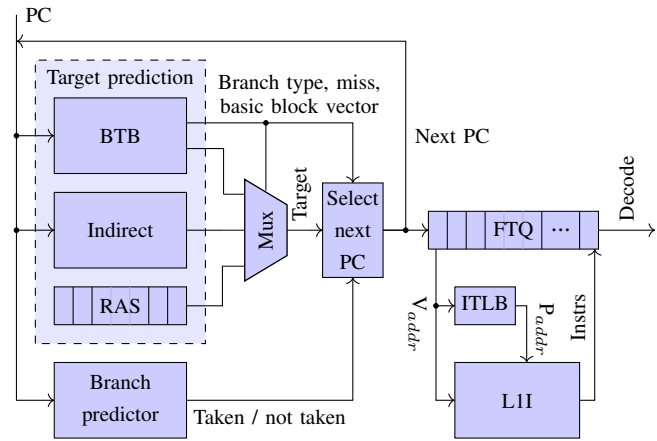 PC
Target prediction
Branch type, miss,
basic block vector
BTB
Next PC
Indirect
Mux
Target
Select
next
PC
FTQ
...
Decode
RAS
V_addr
ITLB
P_addr
Instrs
Branch
predictor
Taken / not taken
L1I